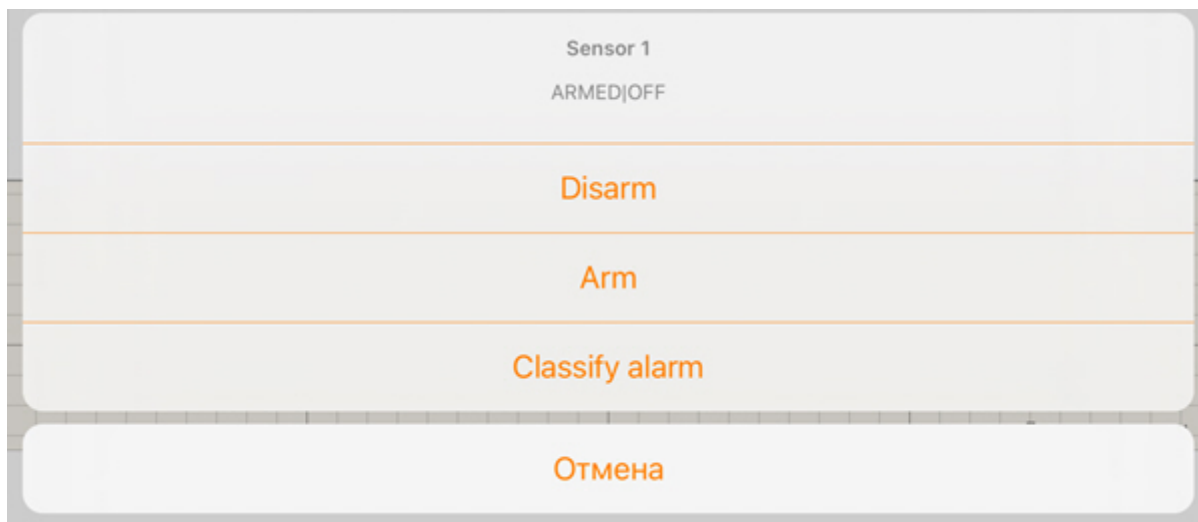 Sensor 1
ARMED|OFF
Disarm
Arm
Classify alarm
Отмена